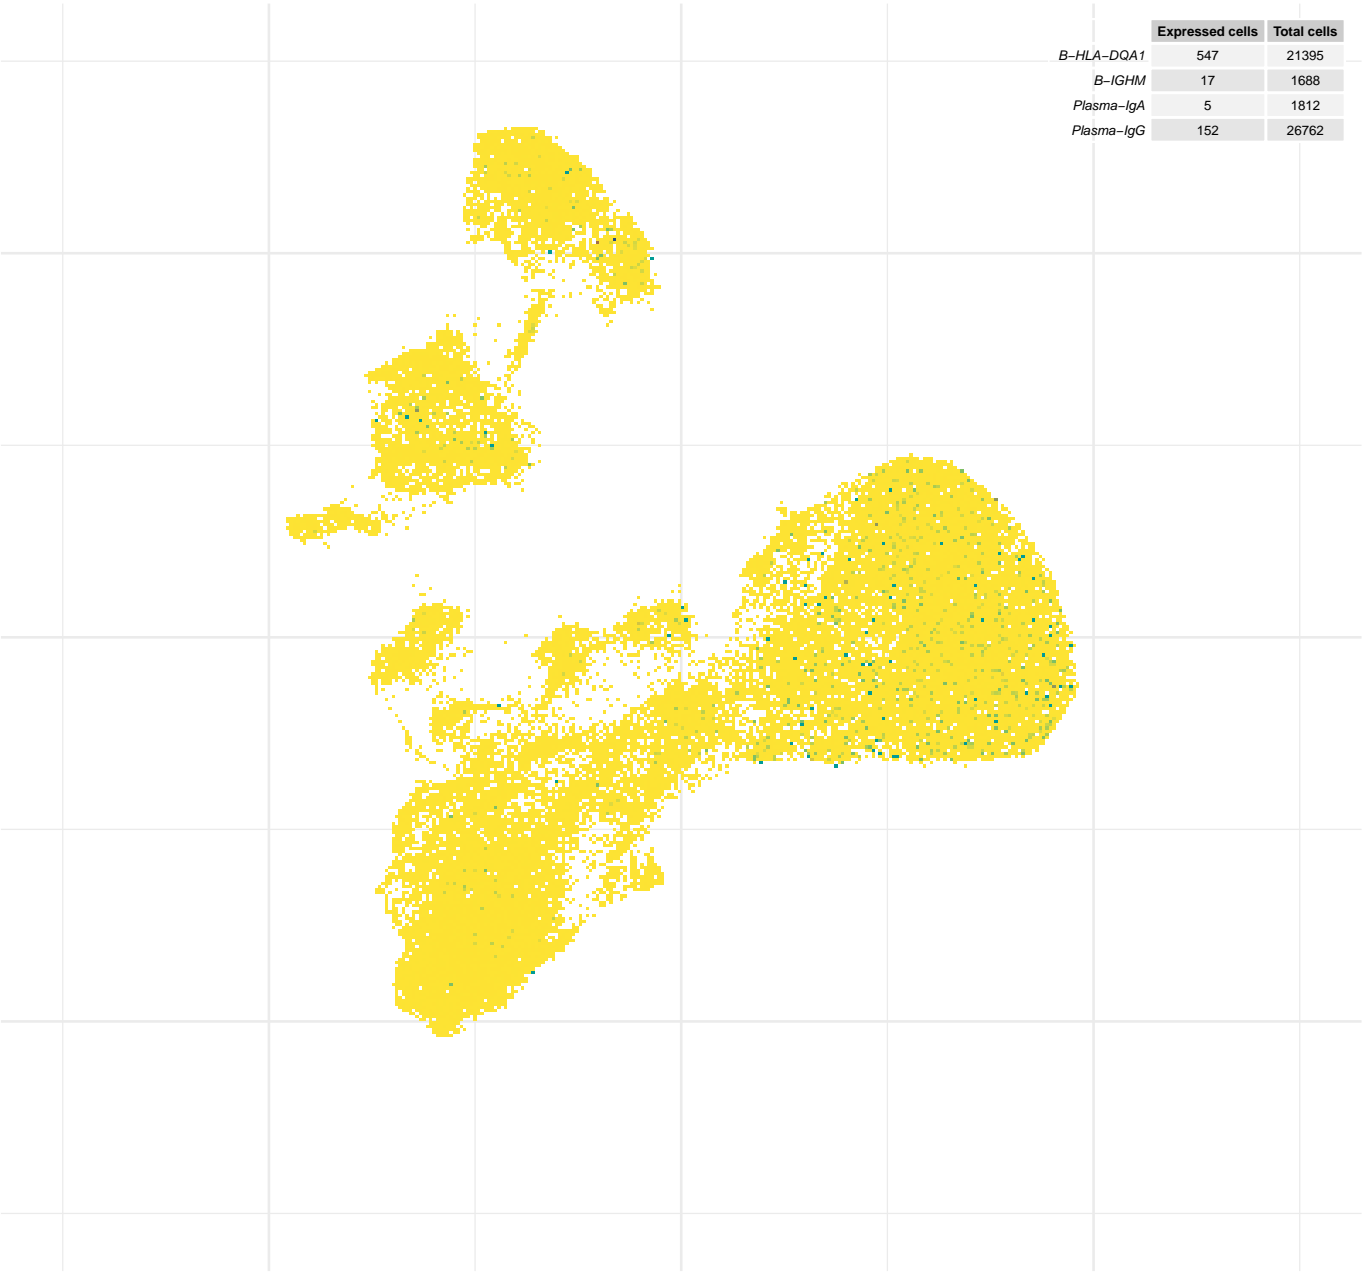 Expressed cells Total cells
B−HLA−DQA1 547 21395
B−IGHM 17 1688
Plasma−IgA 5 1812
Plasma−IgG 152 26762